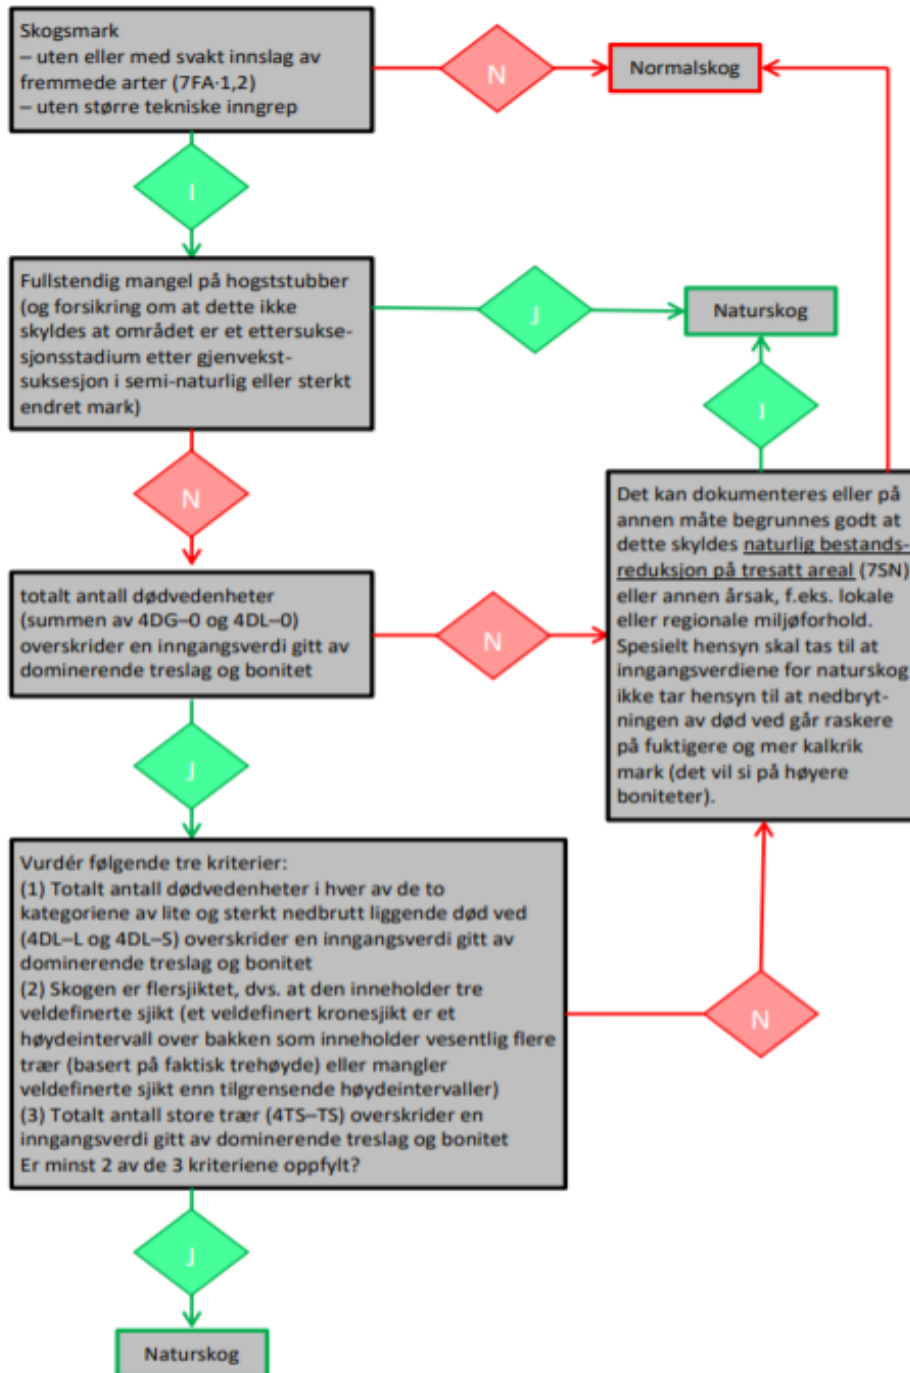 Skogsmark
– uten eller med svakt innslag av
fremmede arter (7FA·1,2)
– uten større tekniske inngrep
N
Normalskog
J
Fullstendig mangel på hogststubber
(og forsikring om at dette ikke
skyldes at området er et ettersukse-
sjonsstadium etter gjenvekst-
suksesjon i semi-naturlig eller sterkt
endret mark)
J
Naturskog
J
N
Det kan dokumenteres eller på
annen måte begrunnes godt at
dette skyldes naturlig bestands-
reduksjon på tresatt areal (7SN)
eller annen årsak, f.eks. lokale
eller regionale miljøforhold.
Spesielt hensyn skal tas til at
inngangsverdiene for naturskog
ikke tar hensyn til at nedbryt-
ningen av død ved går raskere
på fuktigere og mer kalkrik
mark (det vil si på høyere
boniteter).
totalt antall dødvedenheter
(summen av 4DG–0 og 4DL–0)
overskrider en inngangsverdi gitt av
dominerende treslag og bonitet
N
J
Vurdér følgende tre kriterier:
(1) Totalt antall dødvedenheter i hver av de to
kategoriene av lite og sterkt nedbrutt liggende død ved
(4DL–L og 4DL–S) overskrider en inngangsverdi gitt av
dominerende treslag og bonitet
(2) Skogen er flersjiktet, dvs. at den inneholder tre
veldefinerte sjikt (et veldefinert kronesjikt er et
høydeintervall over bakken som inneholder vesentlig flere
trær (basert på faktisk trehøyde) eller mangler
veldefinerte sjikt enn tilgrensende høydeintervaller)
(3) Totalt antall store trær (4TS–TS) overskrider en
inngangsverdi gitt av dominerende treslag og bonitet
Er minst 2 av de 3 kriteriene oppfylt?
N
J
Naturskog